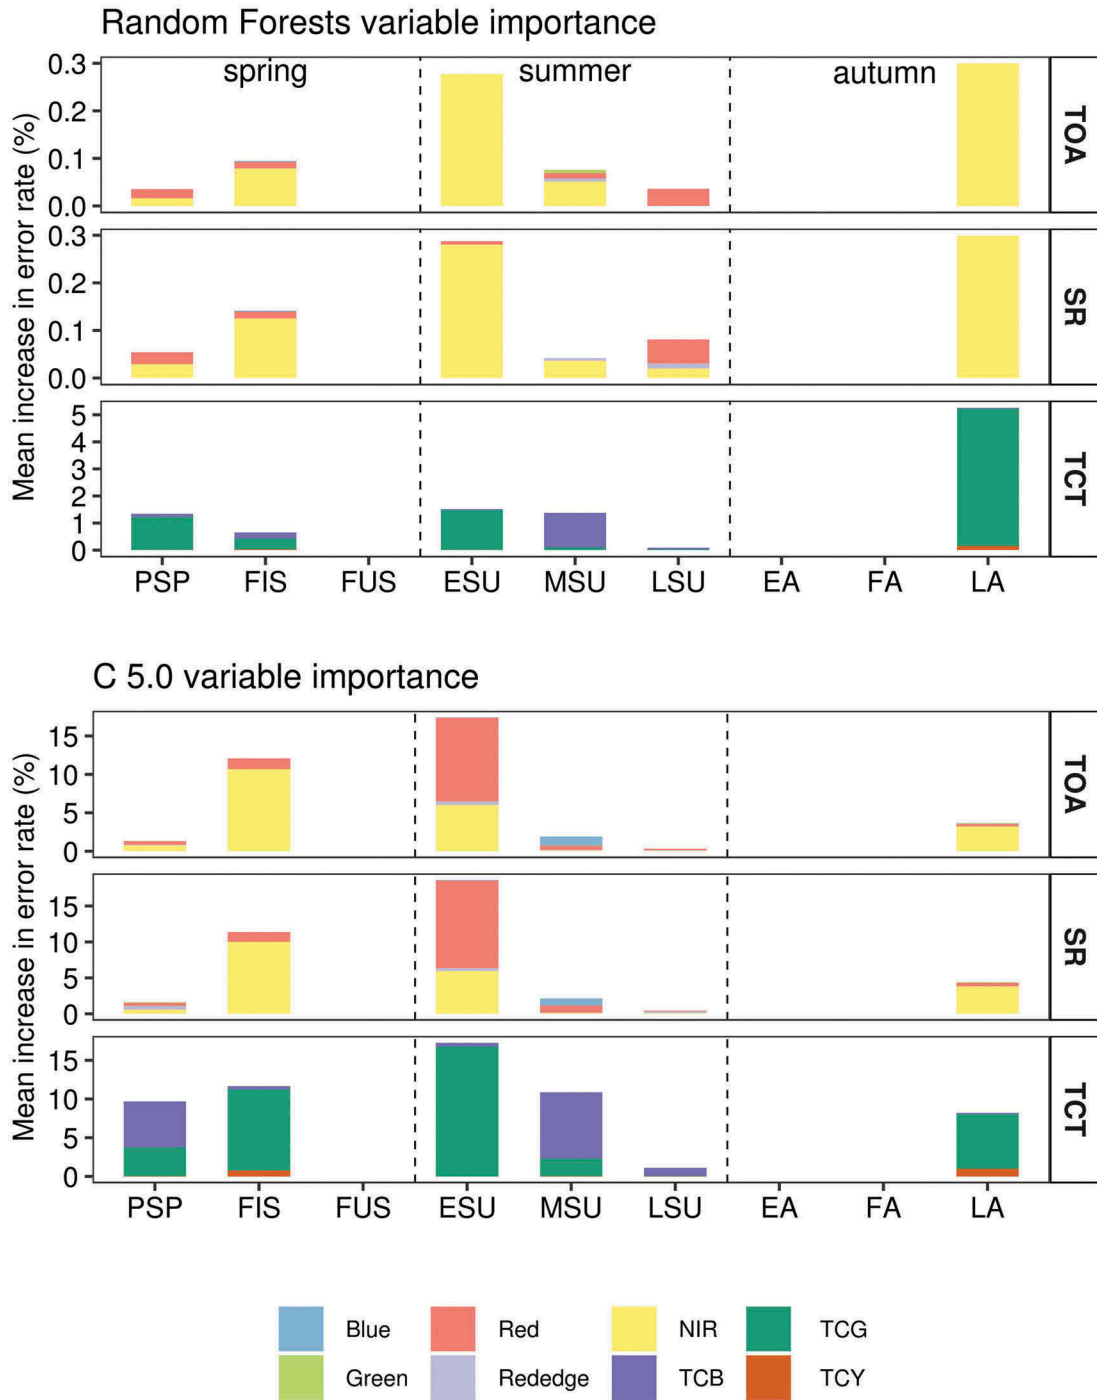 Random Forests variable importance
spring summer autumn
Mean increase in error rate (%)
0.3
0.2
0.1
0.0
TOA
0.3
0.2
0.1
0.0
SR
5
4
3
2
1
0
TCT
PSP FIS FUS ESU MSU LSU EA FA LA
C 5.0 variable importance
Mean increase in error rate (%)
15
10
5
0
TOA
15
10
5
0
SR
15
10
5
0
TCT
PSP FIS FUS ESU MSU LSU EA FA LA
Blue Red NIR TCG
Green Rededge TCB TCY